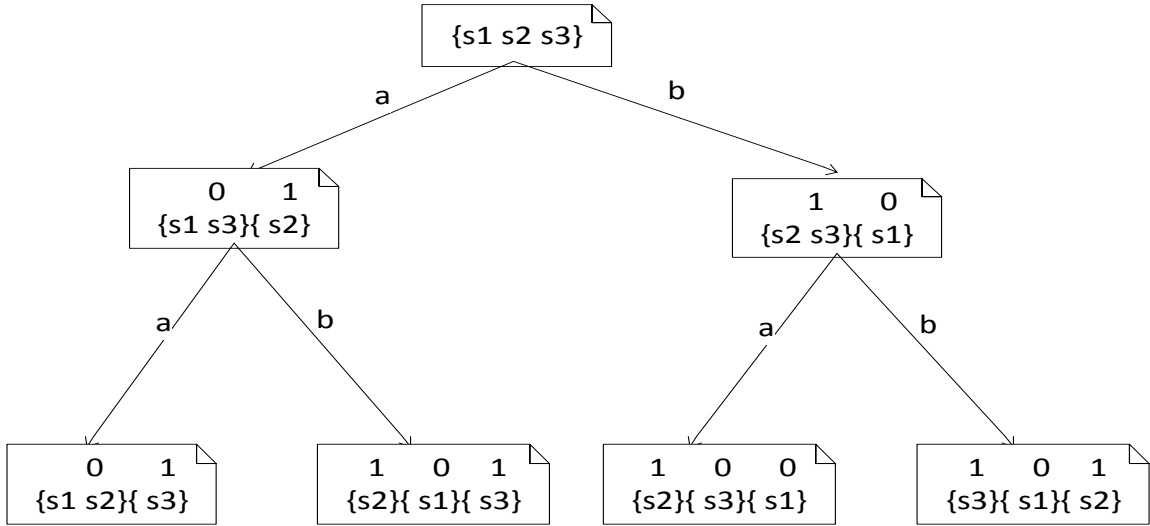 {s1 s2 s3}
a
b
0 1
{s1 s3}{ s2}
1 0
{s2 s3}{ s1}
a
b
a
b
0 1
{s1 s2}{ s3}
1 0 1
{s2}{ s1}{ s3}
1 0 0
{s2}{ s3}{ s1}
1 0 1
{s3}{ s1}{ s2}